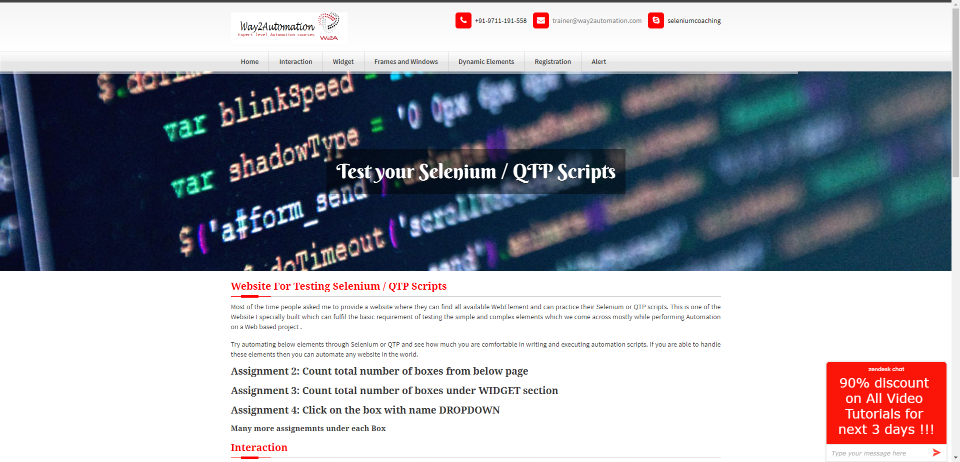 Way2Automation
Expert level Automation courses
W2A
+91-9711-191-558
trainer@way2automation.com
seleniumcoaching
Home
Interaction
Widget
Frames and Windows
Dynamic Elements
Registration
Alert
$.doTim
var blinkSpeed
var shadowType = '0 0px 6px 0px
$('a#form_send').
doTimeout('scroll
Test your Selenium / QTP Scripts
Website For Testing Selenium / QTP Scripts
Most of the time people asked me to provide a website where they can find all available WebElement and can practice their Selenium or QTP scripts. This is one of the
Website I specially built which can fulfil the basic requirement of testing the simple and complex elements which we come across mostly while performing Automation
on a Web based project .
Try automating below elements through Selenium or QTP and see how much you are comfortable in writing and executing automation scripts. If you are able to handle
these elements then you can automate any website in the world.
Assignment 2: Count total number of boxes from below page
Assignment 3: Count total number of boxes under WIDGET section
Assignment 4: Click on the box with name DROPDOWN
Many more assignemnts under each Box
Interaction
zendesk chat
90% discount
on All Video
Tutorials for
next 3 days !!!
Type your message here